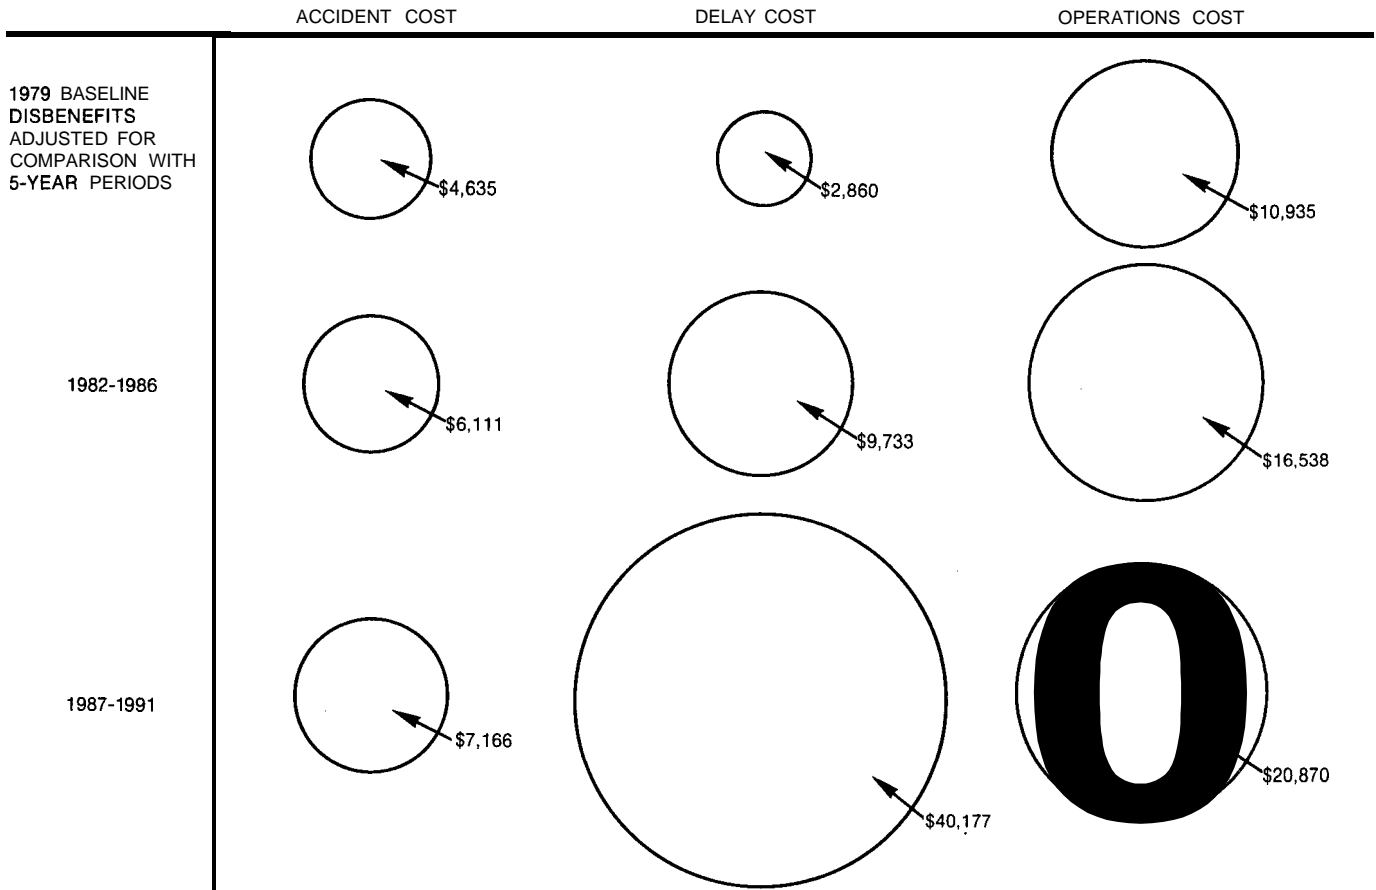 ACCIDENT COST DELAY COST OPERATIONS COST
1979 BASELINE
DISBENEFITS
ADJUSTED FOR
COMPARISON WITH
5-YEAR PERIODS
$4,635
$2,860
$10,935
1982-1986
$6,111
$9,733
$16,538
1987-1991
0
$7,166
$40,177
$20,870